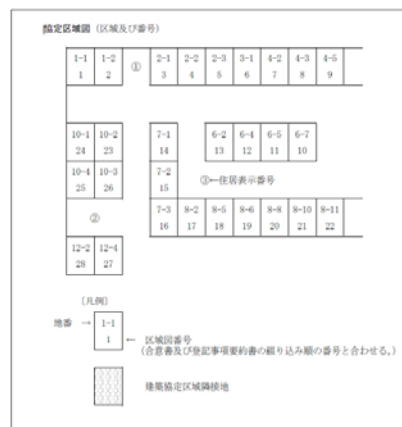 協定区域図（区域及び番号）
1-1 1-2 ① 2-1 2-2 2-3 3-1 4-2 4-3 4-5
1 2 3 4 5 6 7 8 9
10-1 10-2 7-1 6-2 6-4 6-5 6-7
24 23 14 13 12 11 10
10-4 10-3 7-2
25 26 15
③←住居表示番号
7-3 8-2 8-5 8-6 8-8 8-10 8-11
16 17 18 19 20 21 22
②
12-2 12-4
28 27
〔凡例〕
地番 → 1-1
1 ← 区域図番号
（合意書及び登記事項要約書の綴り込み順の番号と合わせる。）
建築協定区域隣接地